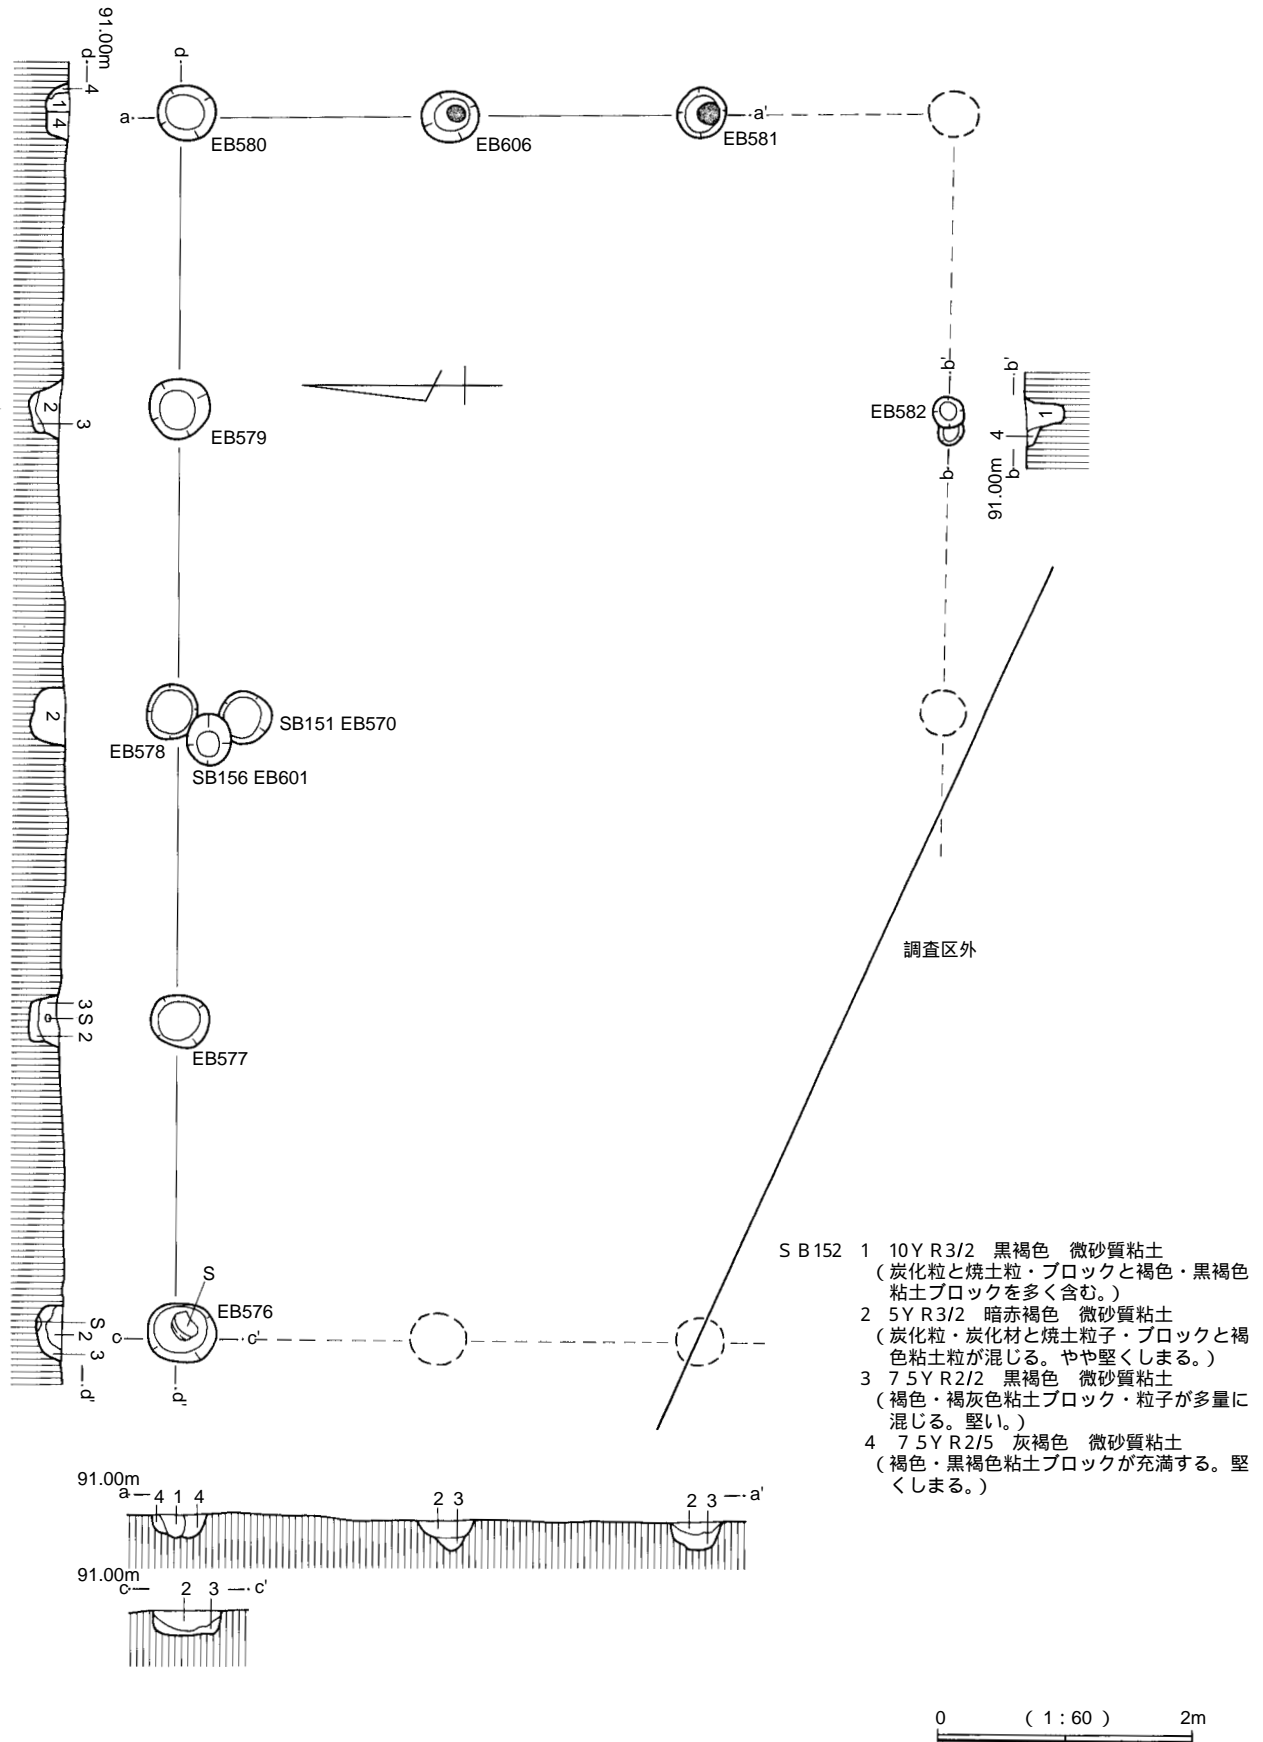 91.00m
d
4
1
4
d
a
a'
EB580
EB606
EB581
2
3
EB579
EB582
b'
b
b'
1
4
b
91.00m
2
EB578
SB151 EB570
SB156 EB601
調査区外
3
S
2
EB577
S
EB576
S
2
3
c
c'
d'
d'
SB152 1 10YR3/2 黒褐色 微砂質粘土
(炭化粒と焼土粒・ブロックと褐色・黒褐色
粘土ブロックを多く含む。)
2 5YR3/2 暗赤褐色 微砂質粘土
(炭化粒・炭化材と焼土粒子・ブロックと褐
色粘土粒が混じる。やや堅くしまる。)
3 7 5YR2/2 黒褐色 微砂質粘土
(褐色・褐灰色粘土ブロック・粒子が多量に
混じる。堅い。)
4 7 5YR2/5 灰褐色 微砂質粘土
(褐色・黒褐色粘土ブロックが充満する。堅
くしまる。)
91.00m
a 4 1 4 2 3 2 3 a'
91.00m
c 2 3 c'
0 (1:60) 2m